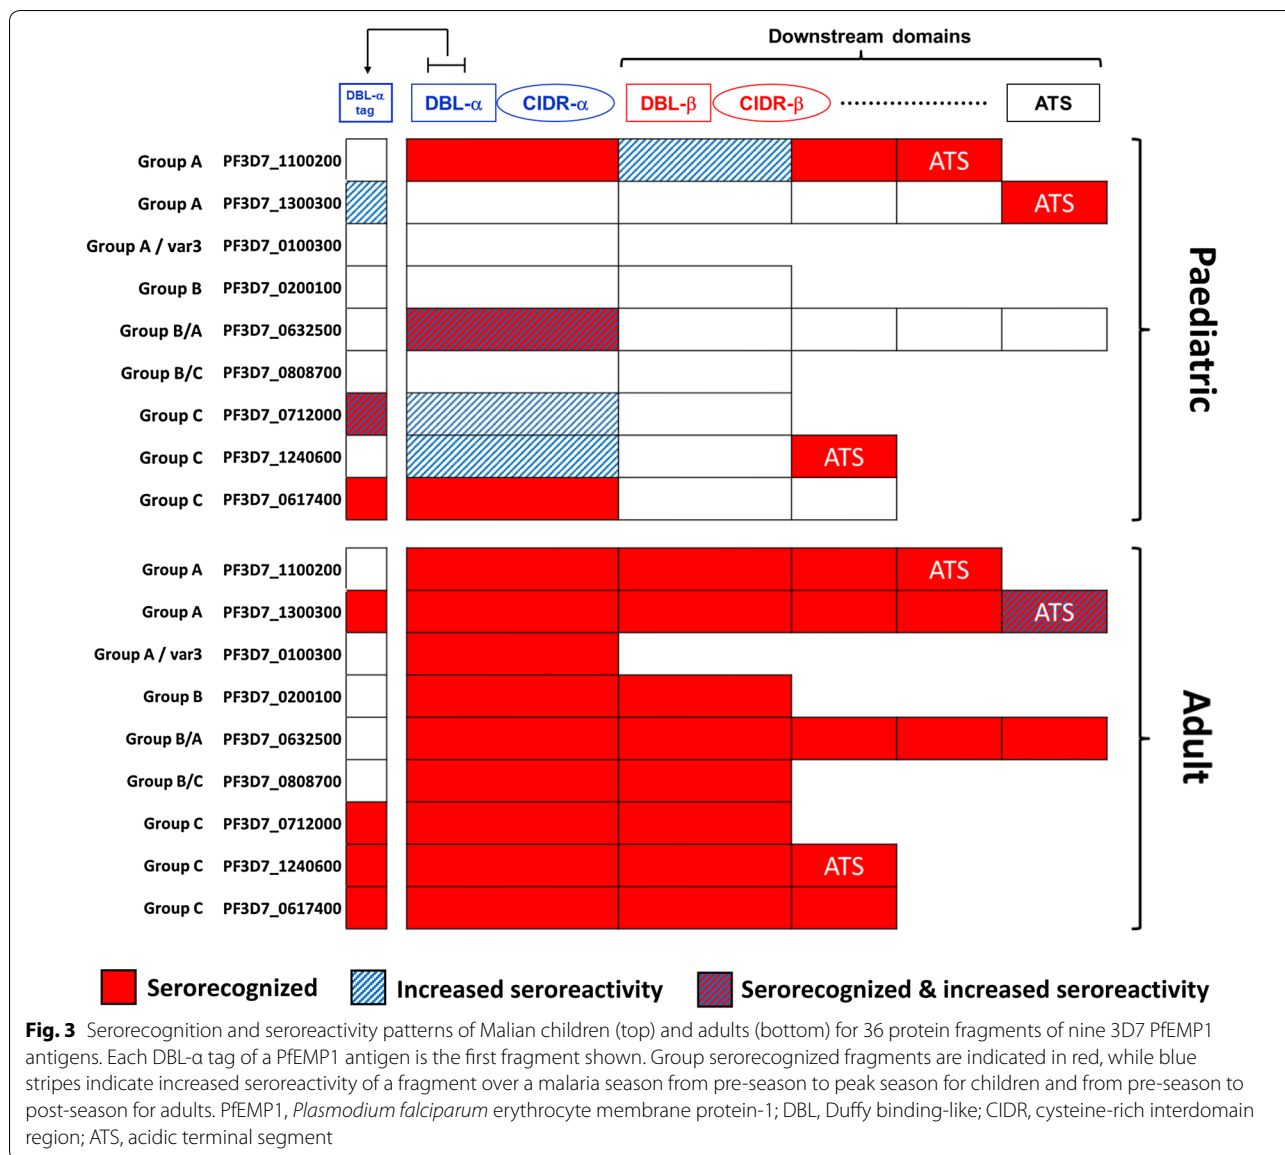 Downstream domains
DBL-α tag
DBL-α
CIDR-α
DBL-β
CIDR-β
ATS
Group A PF3D7_1100200 ATS
Group A PF3D7_1300300 ATS
Group A / var3 PF3D7_0100300
Group B PF3D7_0200100
Group B/A PF3D7_0632500
Group B/C PF3D7_0808700
Group C PF3D7_0712000
Group C PF3D7_1240600 ATS
Group C PF3D7_0617400
Paediatric
Group A PF3D7_1100200 ATS
Group A PF3D7_1300300 ATS
Group A / var3 PF3D7_0100300
Group B PF3D7_0200100
Group B/A PF3D7_0632500
Group B/C PF3D7_0808700
Group C PF3D7_0712000
Group C PF3D7_1240600 ATS
Group C PF3D7_0617400
Adult
Serorecognized
Increased seroreactivity
Serorecognized & increased seroreactivity
Fig. 3 Serorecognition and seroreactivity patterns of Malian children (top) and adults (bottom) for 36 protein fragments of nine 3D7 PfEMP1
antigens. Each DBL-α tag of a PfEMP1 antigen is the first fragment shown. Group serorecognized fragments are indicated in red, while blue
stripes indicate increased seroreactivity of a fragment over a malaria season from pre-season to peak season for children and from pre-season to
post-season for adults. PfEMP1, Plasmodium falciparum erythrocyte membrane protein-1; DBL, Duffy binding-like; CIDR, cysteine-rich interdomain
region; ATS, acidic terminal segment